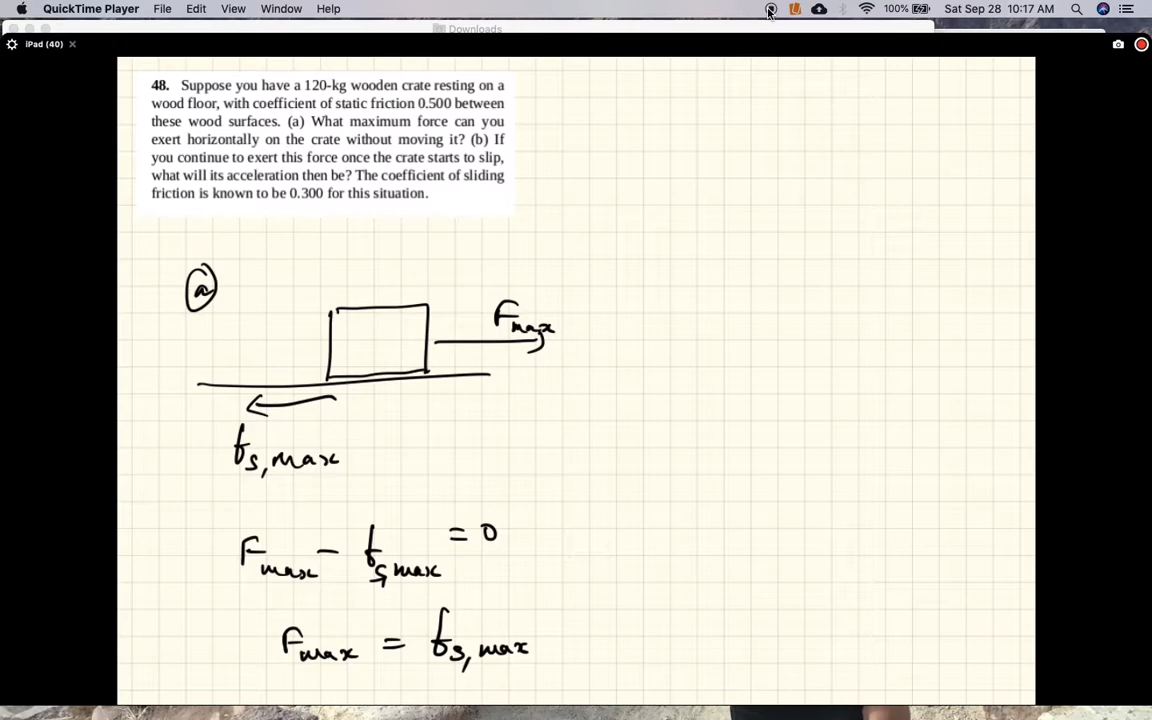 QuickTime Player File Edit View Window Help 100% Sat Sep 28 10:17 AM
Downloads
iPad (40)
48. Suppose you have a 120-kg wooden crate resting on a
wood floor, with coefficient of static friction 0.500 between
these wood surfaces. (a) What maximum force can you
exert horizontally on the crate without moving it? (b) If
you continue to exert this force once the crate starts to slip,
what will its acceleration then be? The coefficient of sliding
friction is known to be 0.300 for this situation.
a
Fmax
fs,max
Fmax - fs,max = 0
Fmax = fs,max